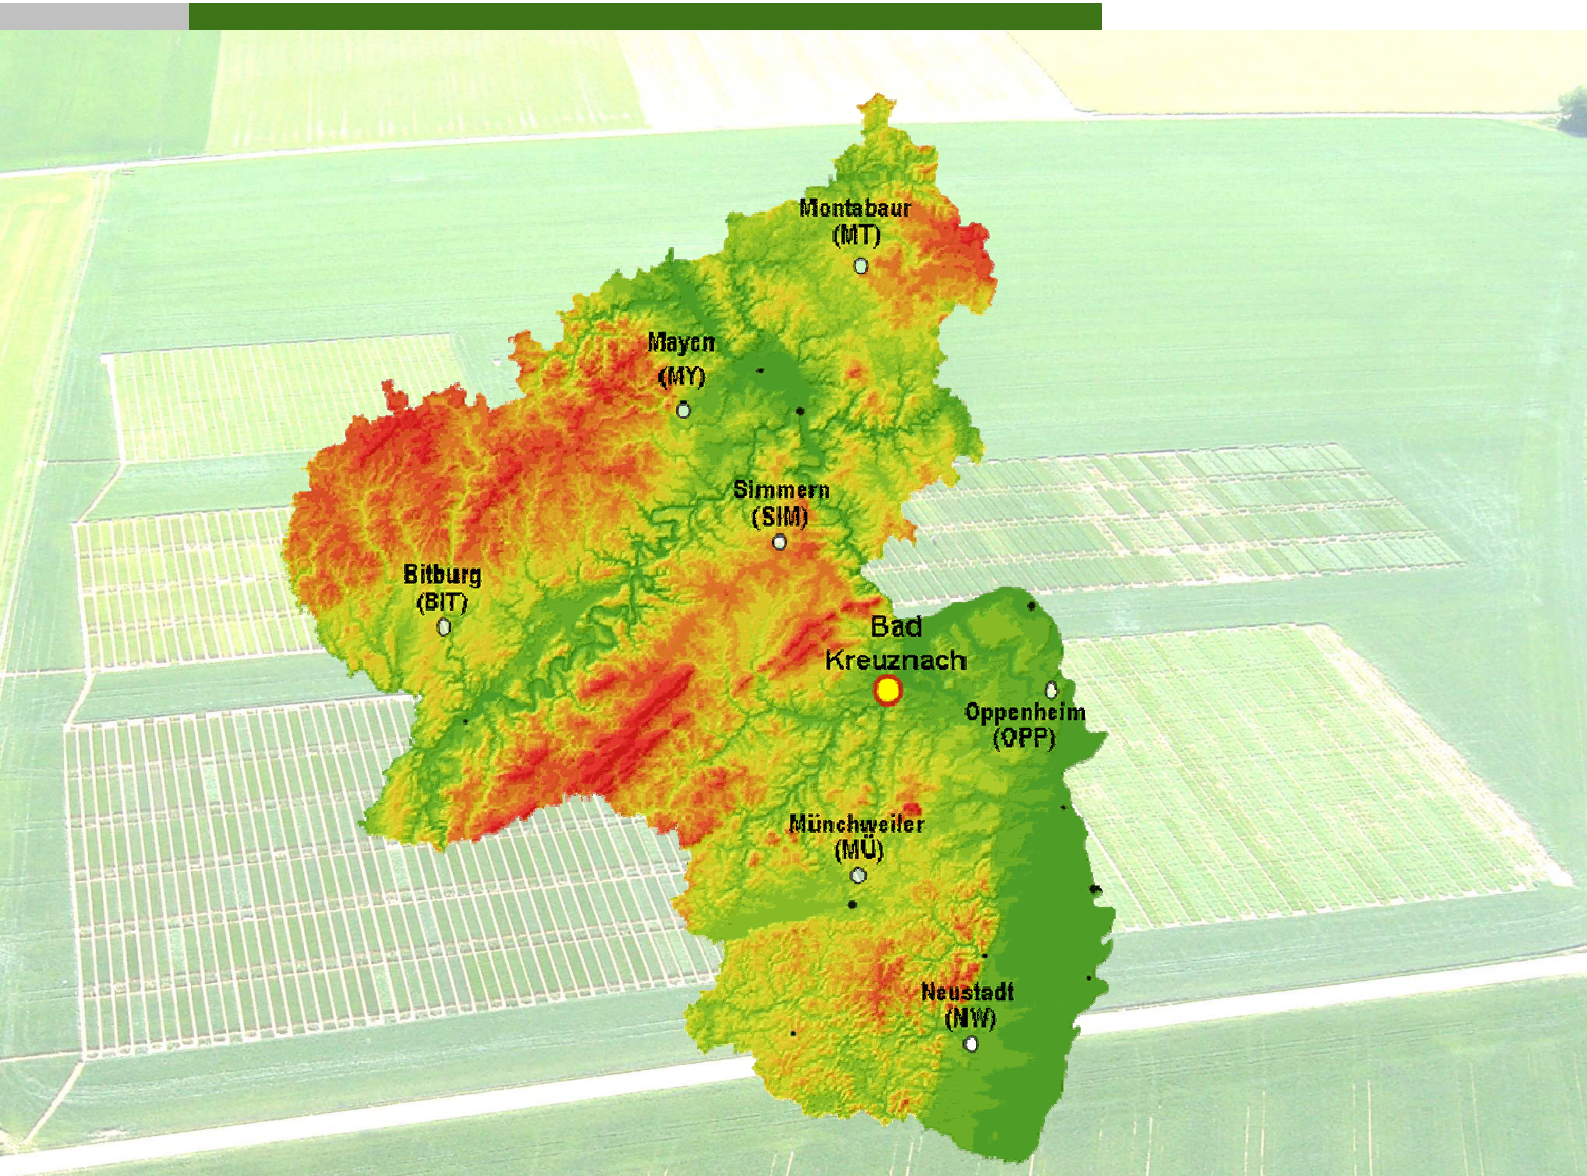 Montabaur
(MT)
Mayen
(MY)
Simmern
(SIM)
Bitburg
(BIT)
Bad
Kreuznach
Oppenheim
(OPP)
Münchweiler
(MÜ)
Neustadt
(NW)